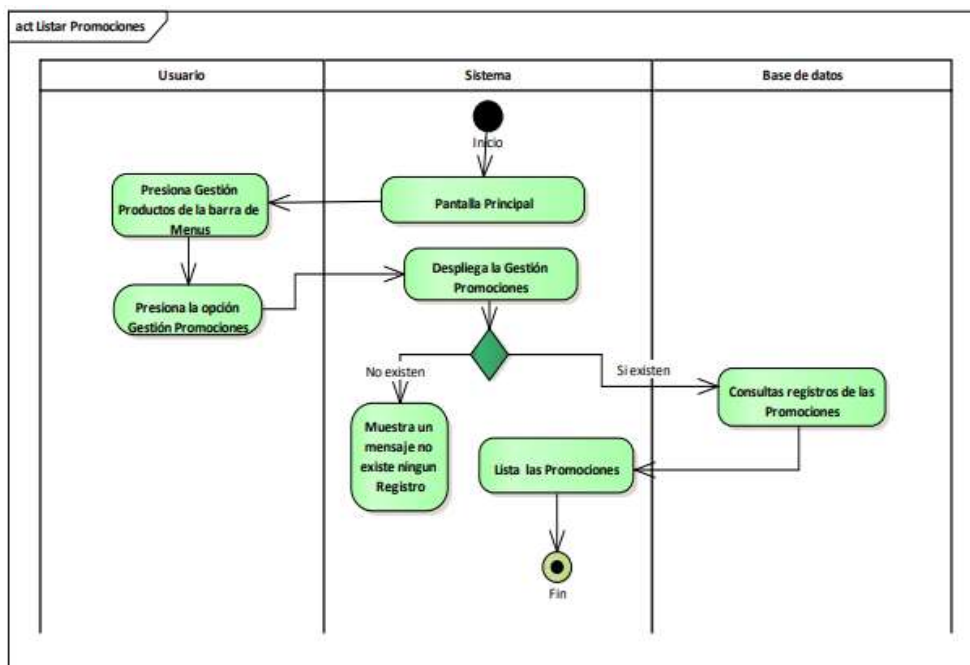 act Listar Promociones
Usuario
Sistema
Base de datos
Inicio
Presiona Gestión
Productos de la barra de
Menus
Pantalla Principal
Despliega la Gestión
Promociones
Presiona la opción
Gestión Promociones
No existen
Si existen
Consultas registros de las
Promociones
Muestra un
mensaje no
existe ningun
Registro
Lista las Promociones
Fin